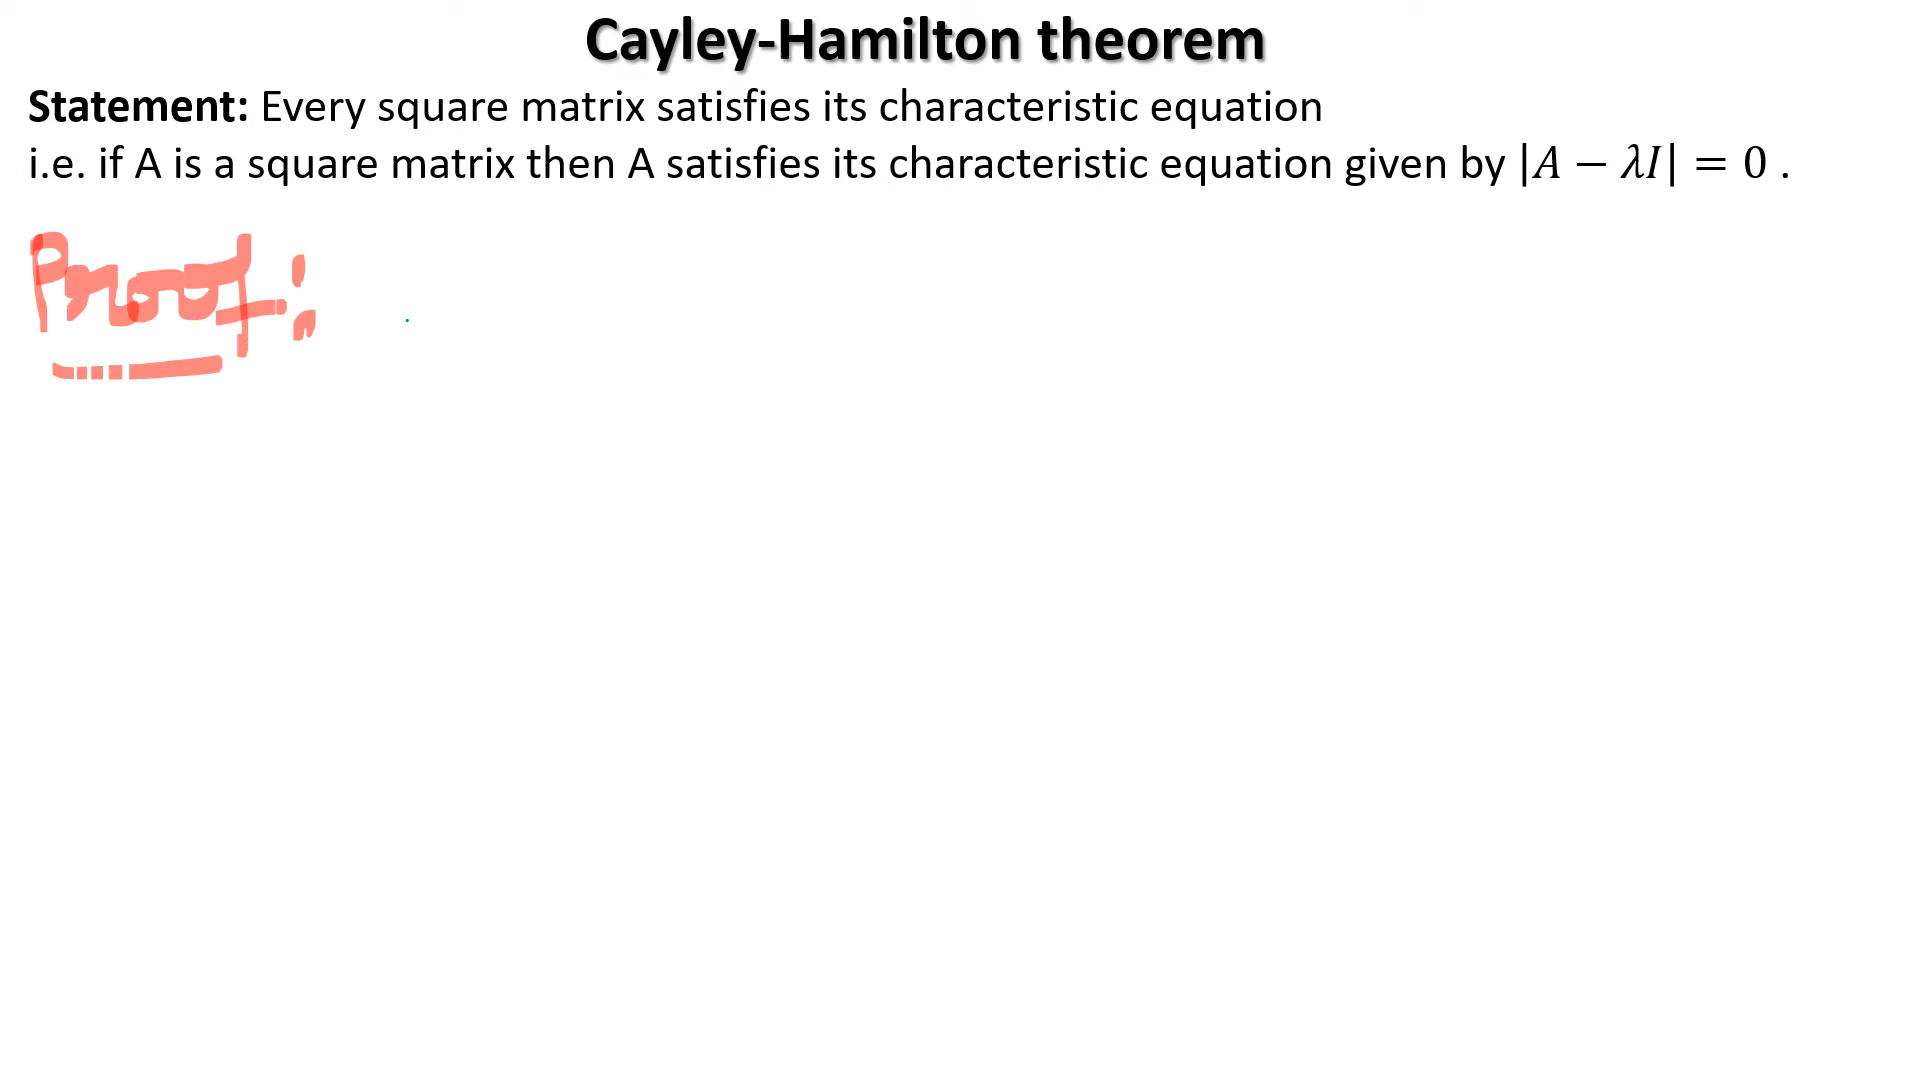 Cayley-Hamilton theorem
Statement: Every square matrix satisfies its characteristic equation
i.e. if A is a square matrix then A satisfies its characteristic equation given by |A − λI| = 0 .
Proof: